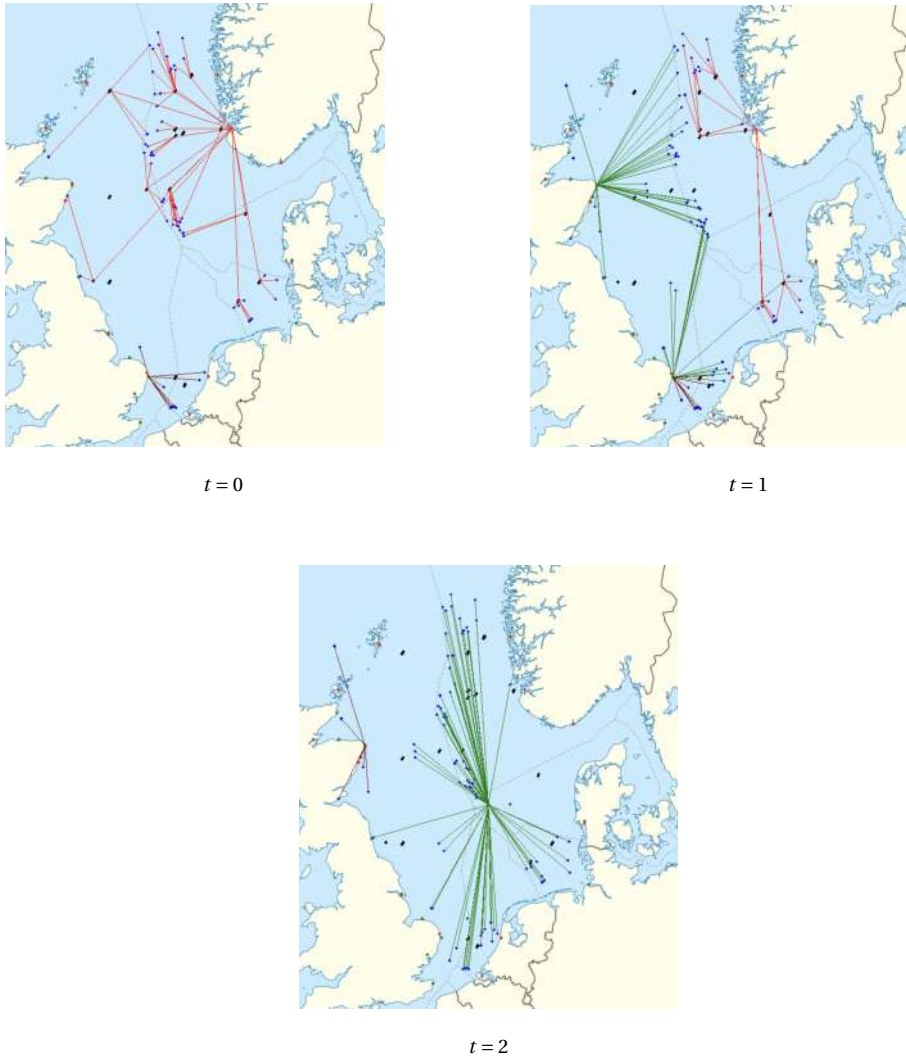 t = 0
t = 1
t = 2